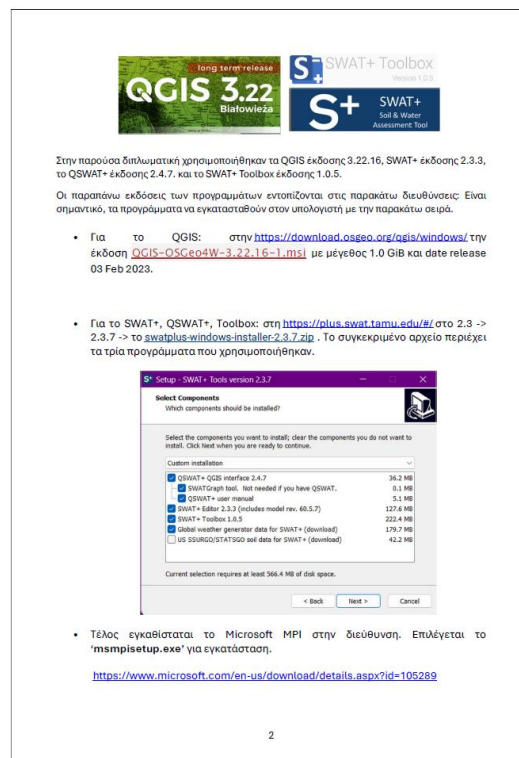 long term release
QGIS 3.22
Białowieża
SWAT+ Toolbox
Version 1.0.5
S+
SWAT+
Soil & Water
Assessment Tool
Στην παρούσα διπλωματική χρησιμοποιήθηκαν τα QGIS έκδοσης 3.22.16, SWAT+ έκδοσης 2.3.3,
το QSWAT+ έκδοσης 2.4.7. και το SWAT+ Toolbox έκδοσης 1.0.5.
Οι παραπάνω εκδόσεις των προγραμμάτων εντοπίζονται στις παρακάτω διευθύνσεις: Είναι
σημαντικό, τα προγράμματα να εγκατασταθούν στον υπολογιστή με την παρακάτω σειρά.
• Για το QGIS: στην https://download.osgeo.org/qgis/windows/ την
έκδοση QGIS-OSGeo4W-3.22.16-1.msi με μέγεθος 1.0 GiB και date release
03 Feb 2023.
• Για το SWAT+, QSWAT+, Toolbox: στη https://plus.swat.tamu.edu/#/ στο 2.3 ->
2.3.7 -> το swatplus-windows-installer-2.3.7.zip . Το συγκεκριμένο αρχείο περιέχει
τα τρία προγράμματα που χρησιμοποιήθηκαν.
S+ Setup - SWAT+ Tools version 2.3.7
Select Components
Which components should be installed?
Select the components you want to install; clear the components you do not want to
install. Click Next when you are ready to continue.
Custom installation
QSWAT+ QGIS interface 2.4.7 36.2 MB
SWATGraph tool. Not needed if you have QSWAT. 0.1 MB
QSWAT+ user manual 5.1 MB
SWAT+ Editor 2.3.3 (includes model rev. 60.5.7) 127.6 MB
SWAT+ Toolbox 1.0.5 222.4 MB
Global weather generator data for SWAT+ (download) 179.7 MB
US SSURGO/STATSGO soil data for SWAT+ (download) 42.2 MB
Current selection requires at least 566.4 MB of disk space.
< Back Next > Cancel
• Τέλος εγκαθίσταται το Microsoft MPI στην διεύθυνση. Επιλέγεται το
‘msmpisetup.exe’ για εγκατάσταση.
https://www.microsoft.com/en-us/download/details.aspx?id=105289
2